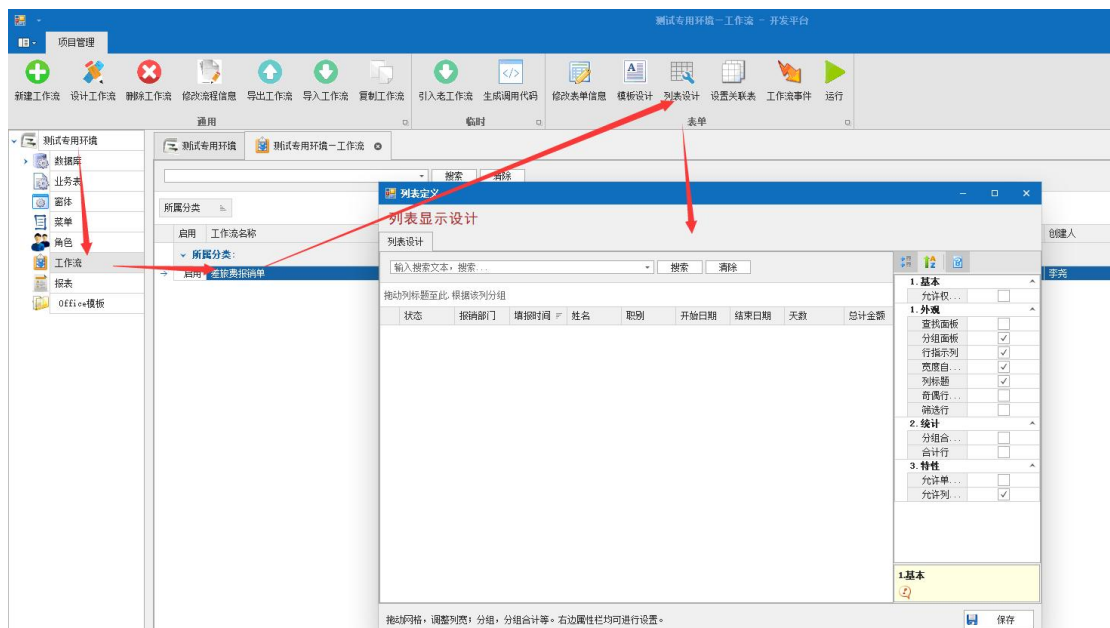 测试专用环境－工作流 - 开发平台
项目管理
新建工作流 设计工作流 删除工作流 修改流程信息 导出工作流 导入工作流 复制工作流 引入老工作流 生成调用代码 修改表单信息 模板设计 列表设计 设置关联表 工作流事件 运行
通用 临时 表单
测试专用环境
数据库
业务表
窗体
菜单
角色
工作流
报表
Office模板
测试专用环境 测试专用环境－工作流
搜索 清除
所属分类
启用 工作流名称 创建人
所属分类:
启用 差旅费报销单 李尧
列表定义
列表显示设计
列表设计
输入搜索文本，搜索... 搜索 清除
拖动列标题至此,根据该列分组
状态 报销部门 填报时间 姓名 职别 开始日期 结束日期 天数 总计金额
1.基本
允许权...
1.外观
查找面板
分组面板
行指示列
宽度自...
列标题
奇偶行...
筛选行
2.统计
分组合...
合计行
3.特性
允许单...
允许列...
1.基本
拖动网格，调整列宽；分组，分组合计等。右边属性栏均可进行设置。 保存